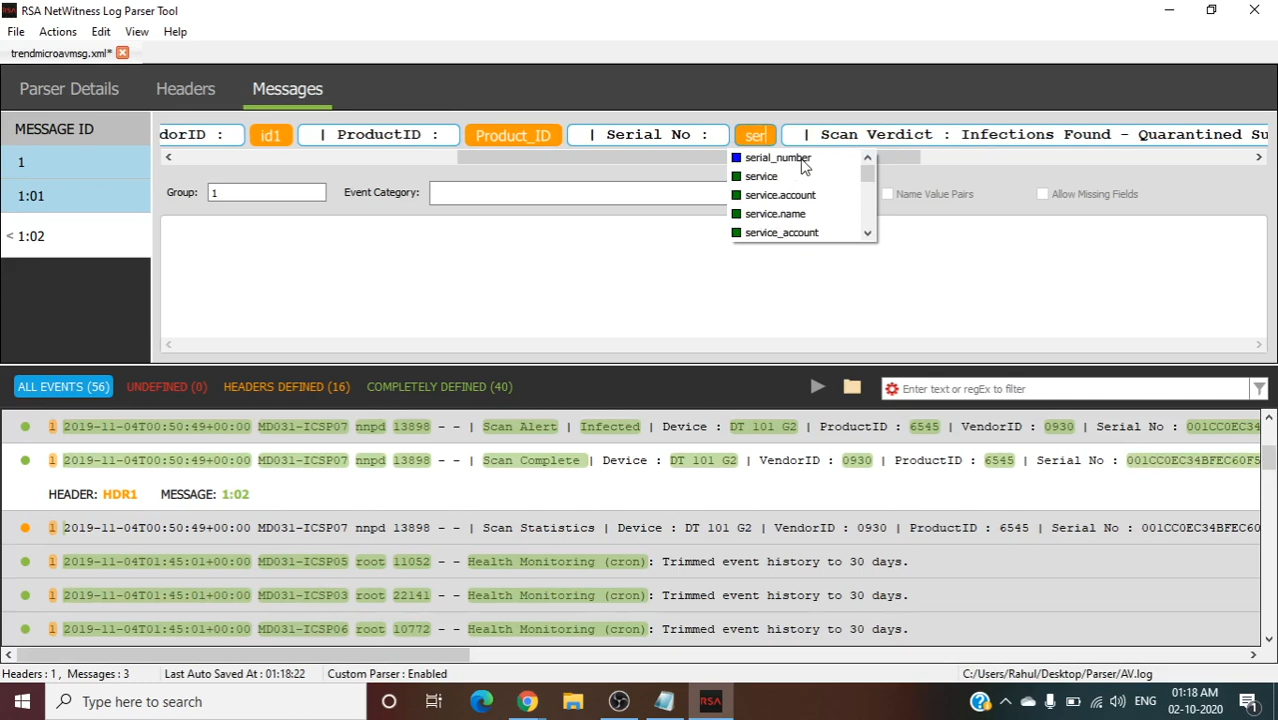 RSA NetWitness Log Parser Tool
File Actions Edit View Help
trendmicroavmsg.xml*
Parser Details Headers Messages
MESSAGE ID
1
1:01
< 1:02
dorID : id1 | ProductID : Product_ID | Serial No : ser | Scan Verdict : Infections Found - Quarantined Su
serial_number
service
service.account
service.name
service_account
Group: 1 Event Category: Name Value Pairs Allow Missing Fields
ALL EVENTS (56) UNDEFINED (0) HEADERS DEFINED (16) COMPLETELY DEFINED (40) Enter text or regEx to filter
1 2019-11-04T00:50:49+00:00 MD031-ICSP07 nnpd 13898 - - | Scan Alert | Infected | Device : DT 101 G2 | ProductID : 6545 | VendorID : 0930 | Serial No : 001CC0EC34
1 2019-11-04T00:50:49+00:00 MD031-ICSP07 nnpd 13898 - - | Scan Complete | Device : DT 101 G2 | VendorID : 0930 | ProductID : 6545 | Serial No : 001CC0EC34BFEC60F5
HEADER: HDR1 MESSAGE: 1:02
1 2019-11-04T00:50:49+00:00 MD031-ICSP07 nnpd 13898 - - | Scan Statistics | Device : DT 101 G2 | VendorID : 0930 | ProductID : 6545 | Serial No : 001CC0EC34BFEC60
1 2019-11-04T01:45:01+00:00 MD031-ICSP05 root 11052 - - Health Monitoring (cron): Trimmed event history to 30 days.
1 2019-11-04T01:45:01+00:00 MD031-ICSP03 root 22141 - - Health Monitoring (cron): Trimmed event history to 30 days.
1 2019-11-04T01:45:01+00:00 MD031-ICSP06 root 10772 - - Health Monitoring (cron): Trimmed event history to 30 days.
Headers : 1 , Messages : 3 Last Auto Saved At : 01:18:22 Custom Parser : Enabled C:/Users/Rahul/Desktop/Parser/AV.log
Type here to search RSA ENG 01:18 AM
02-10-2020 1